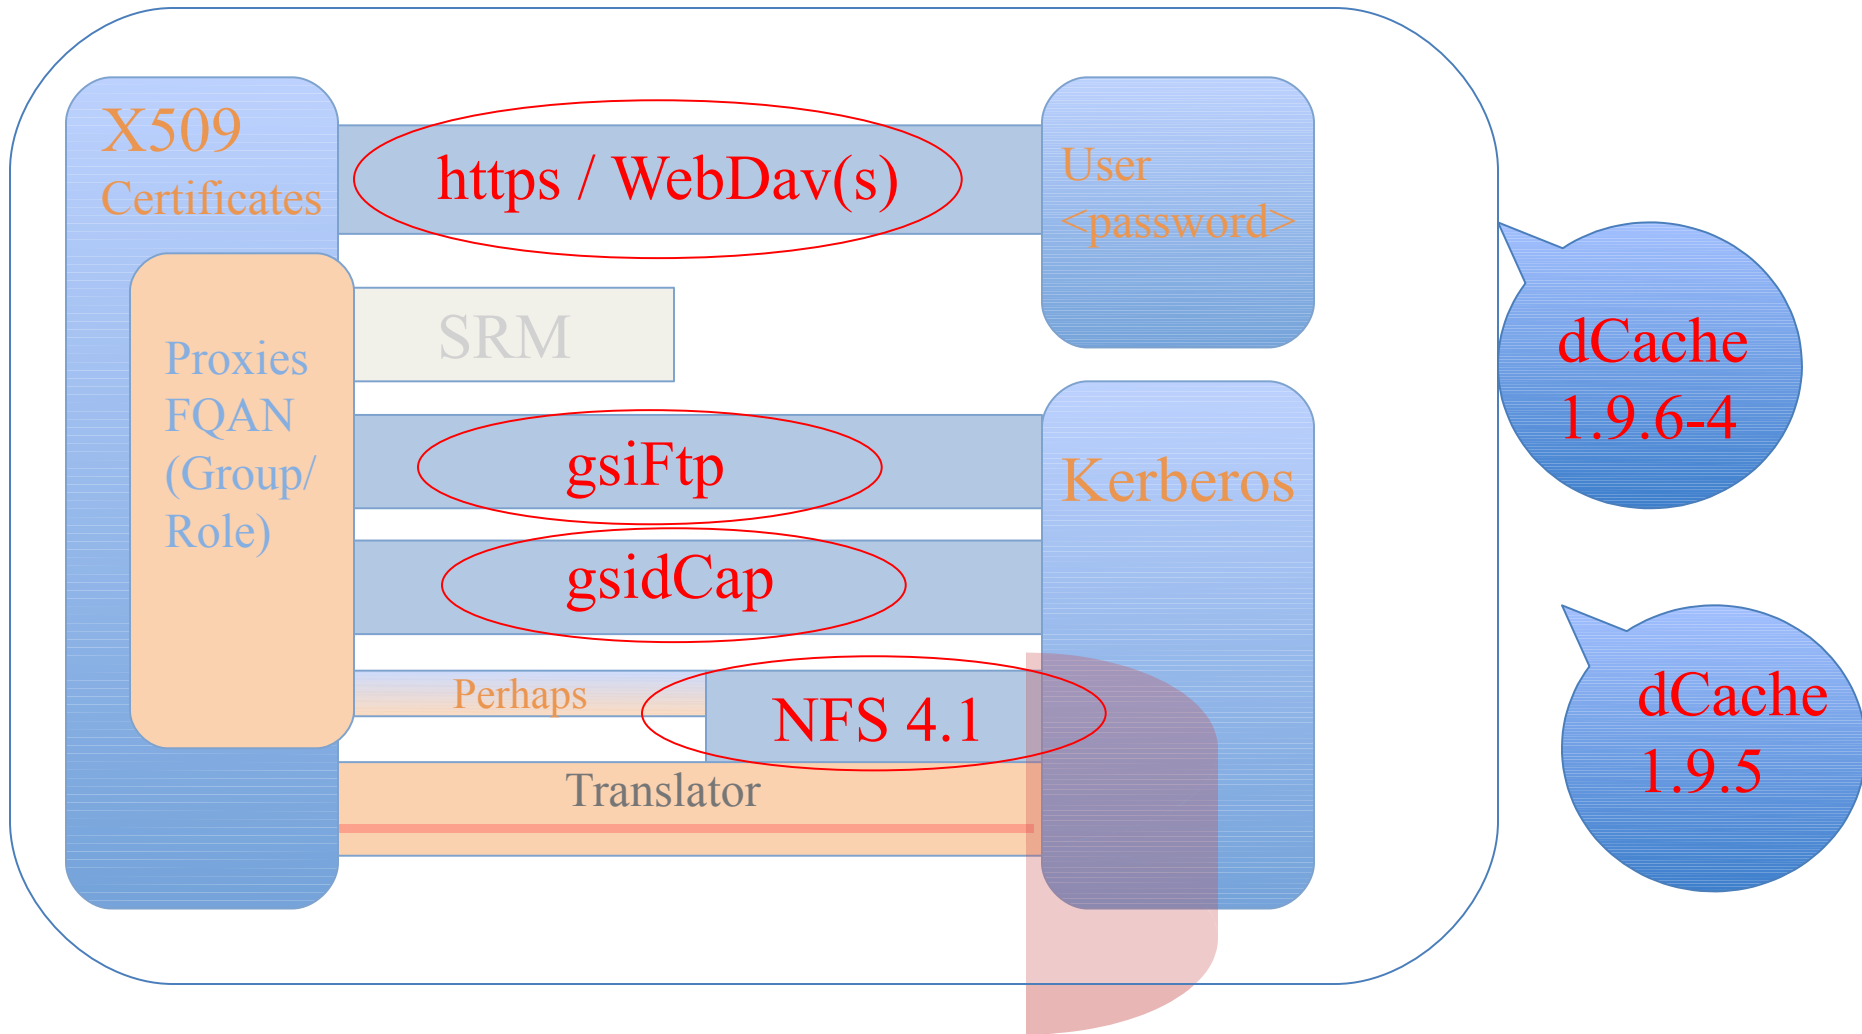 X509
Certificates
https / WebDav(s)
User
<password>
Proxies
FQAN
(Group/
Role)
SRM
gsiFtp
gsidCap
Kerberos
Perhaps
NFS 4.1
Translator
dCache
1.9.6-4
dCache
1.9.5